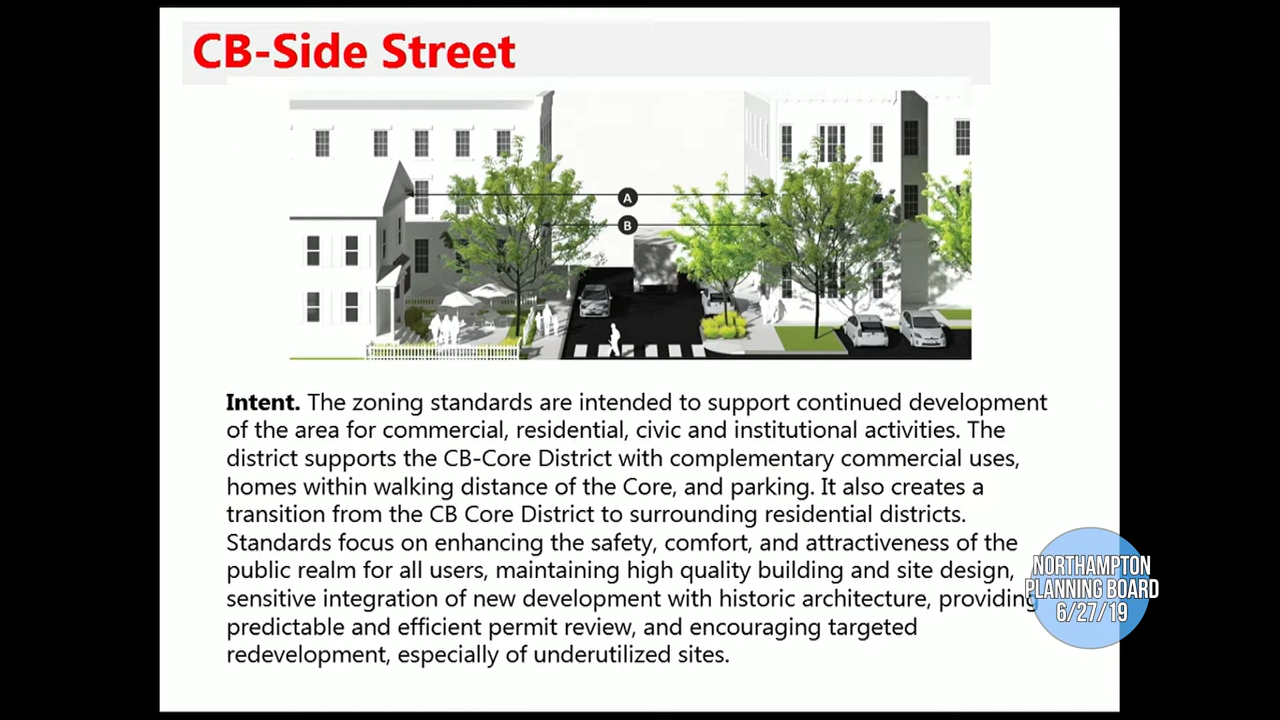 CB-Side Street
A
B
Intent. The zoning standards are intended to support continued development
of the area for commercial, residential, civic and institutional activities. The
district supports the CB-Core District with complementary commercial uses,
homes within walking distance of the Core, and parking. It also creates a
transition from the CB Core District to surrounding residential districts.
Standards focus on enhancing the safety, comfort, and attractiveness of the
public realm for all users, maintaining high quality building and site design,
sensitive integration of new development with historic architecture, providing
predictable and efficient permit review, and encouraging targeted
redevelopment, especially of underutilized sites.
NORTHAMPTON
PLANNING BOARD
6/27/19